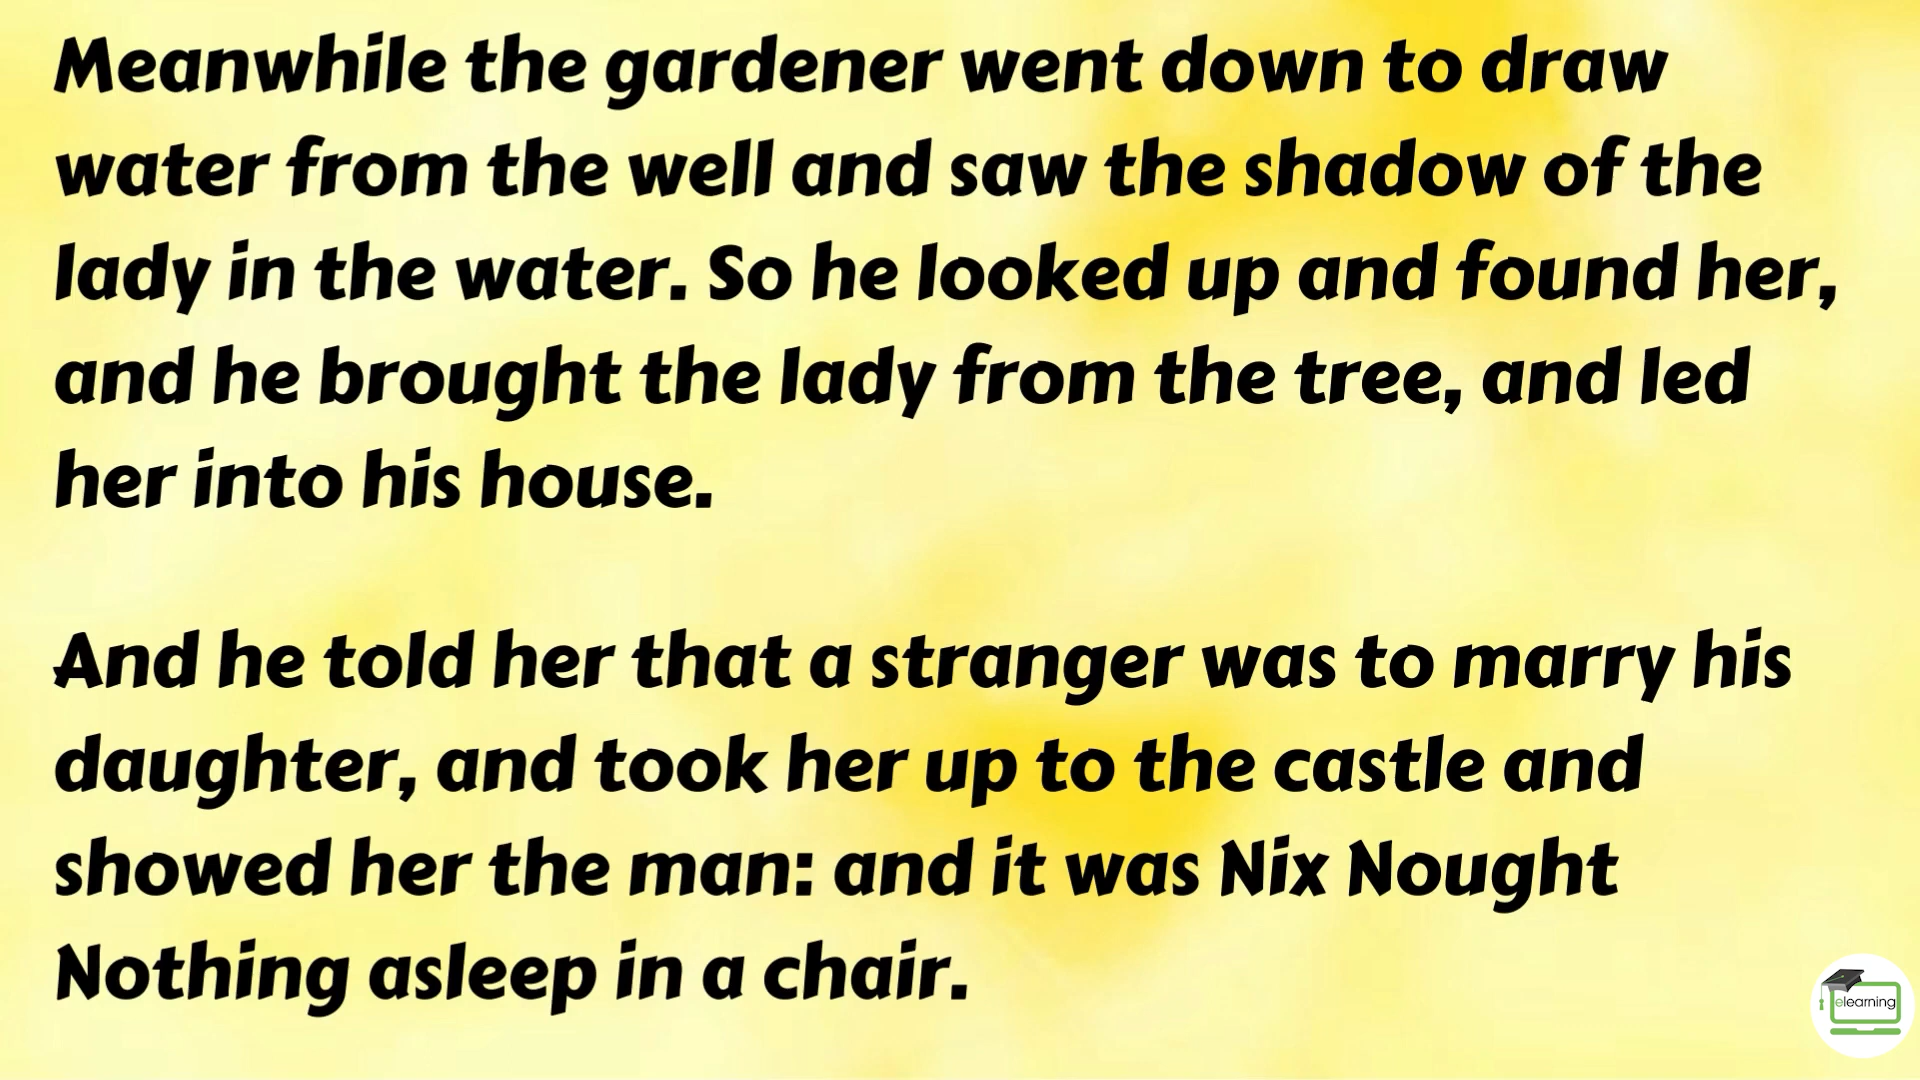 Meanwhile the gardener went down to draw
water from the well and saw the shadow of the
lady in the water. So he looked up and found her,
and he brought the lady from the tree, and led
her into his house.
And he told her that a stranger was to marry his
daughter, and took her up to the castle and
showed her the man: and it was Nix Nought
Nothing asleep in a chair.
elearning